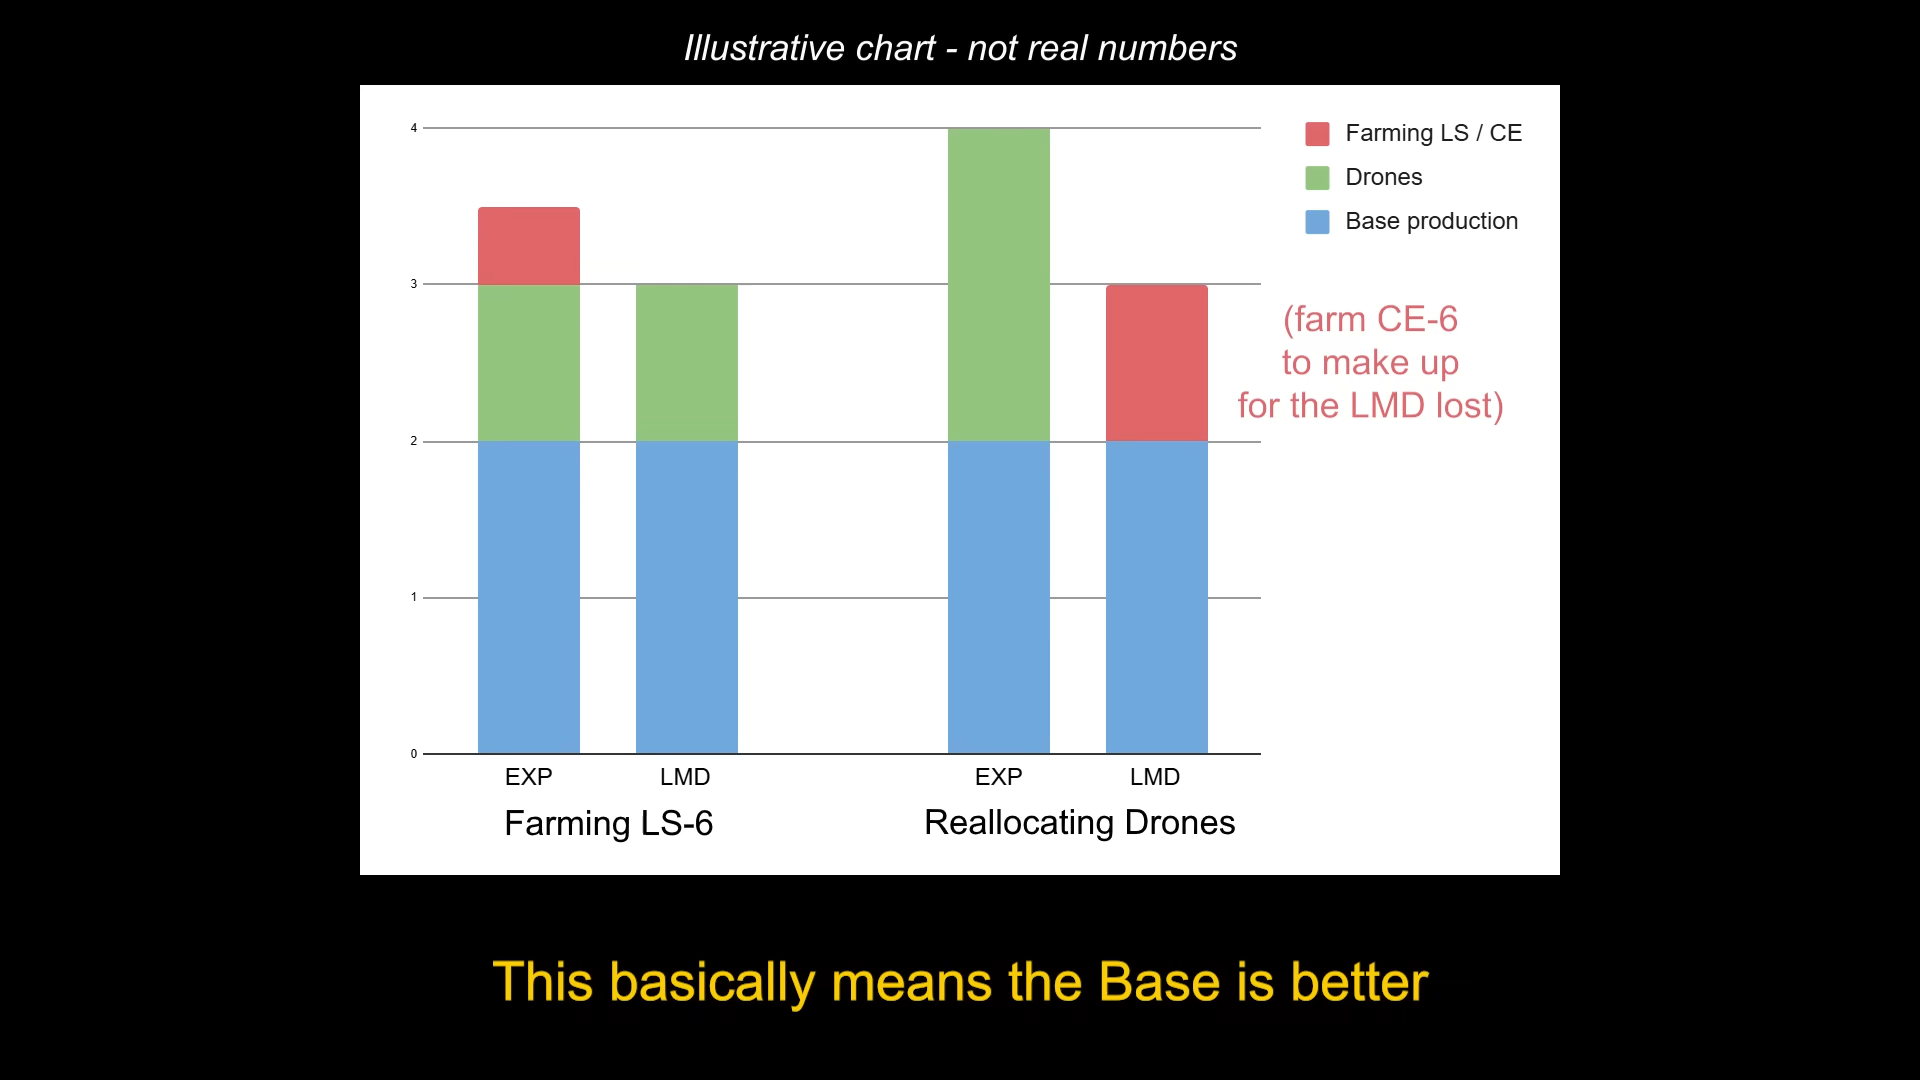 Illustrative chart - not real numbers
4
3
2
1
0
Farming LS / CE
Drones
Base production
(farm CE-6
to make up
for the LMD lost)
EXP LMD EXP LMD
Farming LS-6 Reallocating Drones
This basically means the Base is better